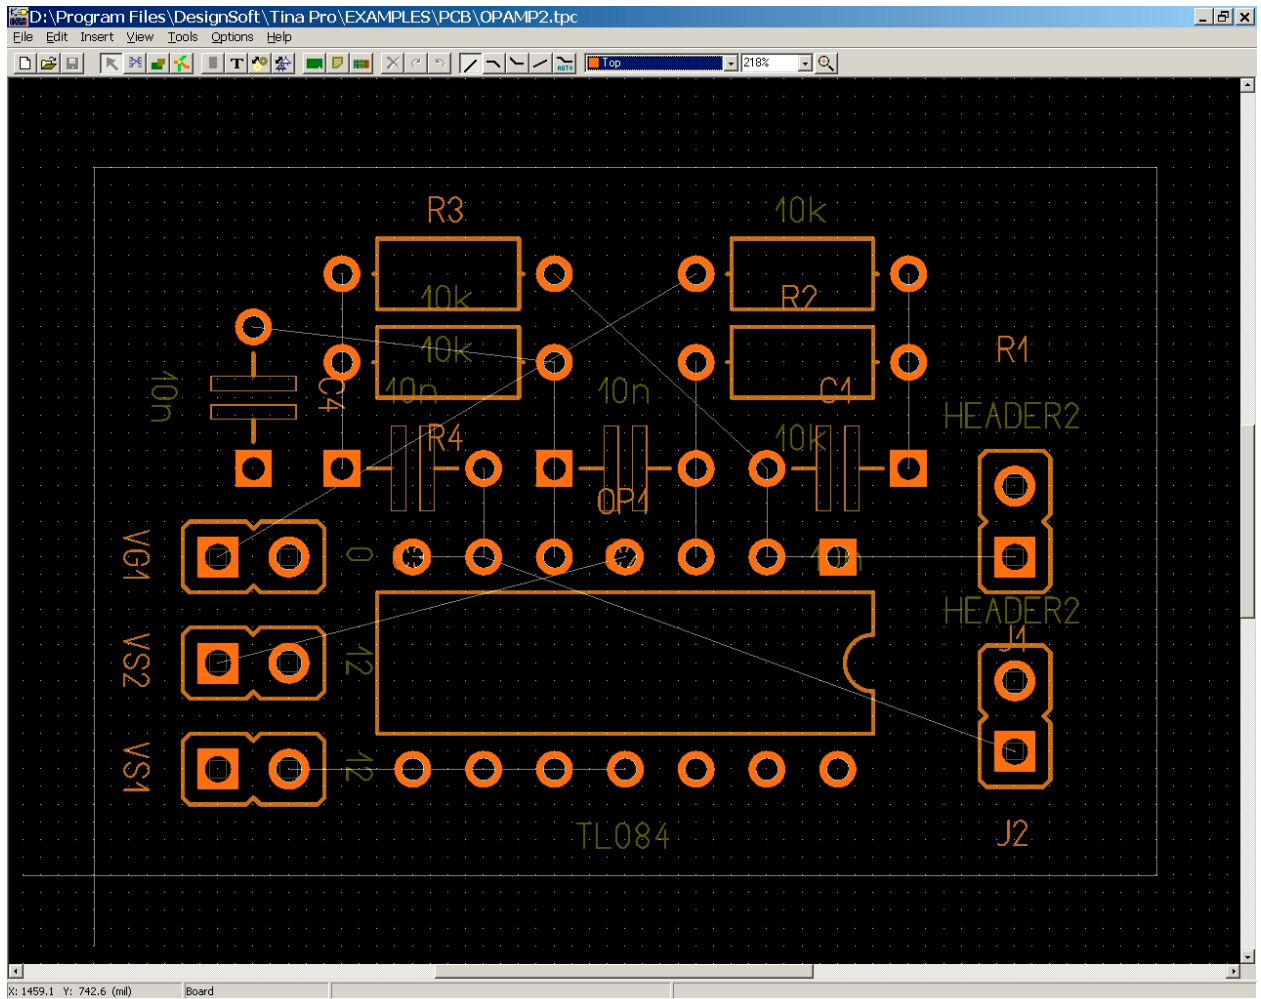 D:\Program Files\DesignSoft\Tina Pro\EXAMPLES\PCB\OPAMP2.tpc
File Edit Insert View Tools Options Help
T AUTO Top 218%
R3 10k
10k R2
10k R1
10n C4 10n 10n C1
HEADER2
R4 10k
OP1
VG1 0 10n
HEADER2
J1
VS2 12
VS1 12
TL084 J2
X: 1459.1 Y: 742.6 (mil) Board